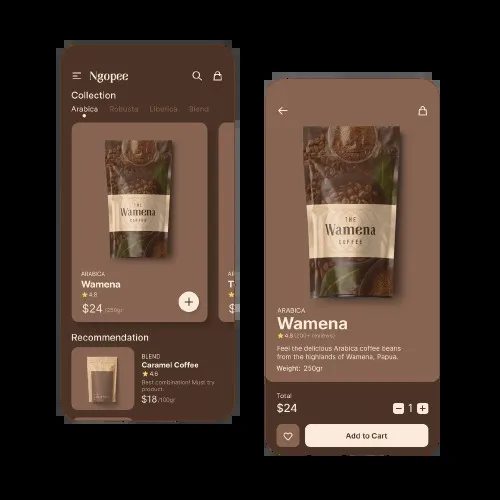 Ngopee
Collection
Arabica Robusta Liberica Blend
THE
Wamena
COFFEE
ARABICA
Wamena
4.8
$24 /250gr
Recommendation
BLEND
Caramel Coffee
4.6
Best combination! Must try
product.
$18/100gr
THE
Wamena
COFFEE
ARABICA
Wamena
4.8 (200+ reviews)
Feel the delicious Arabica coffee beans
from the highlands of Wamena, Papua.
Weight: 250gr
Total
$24
1
Add to Cart